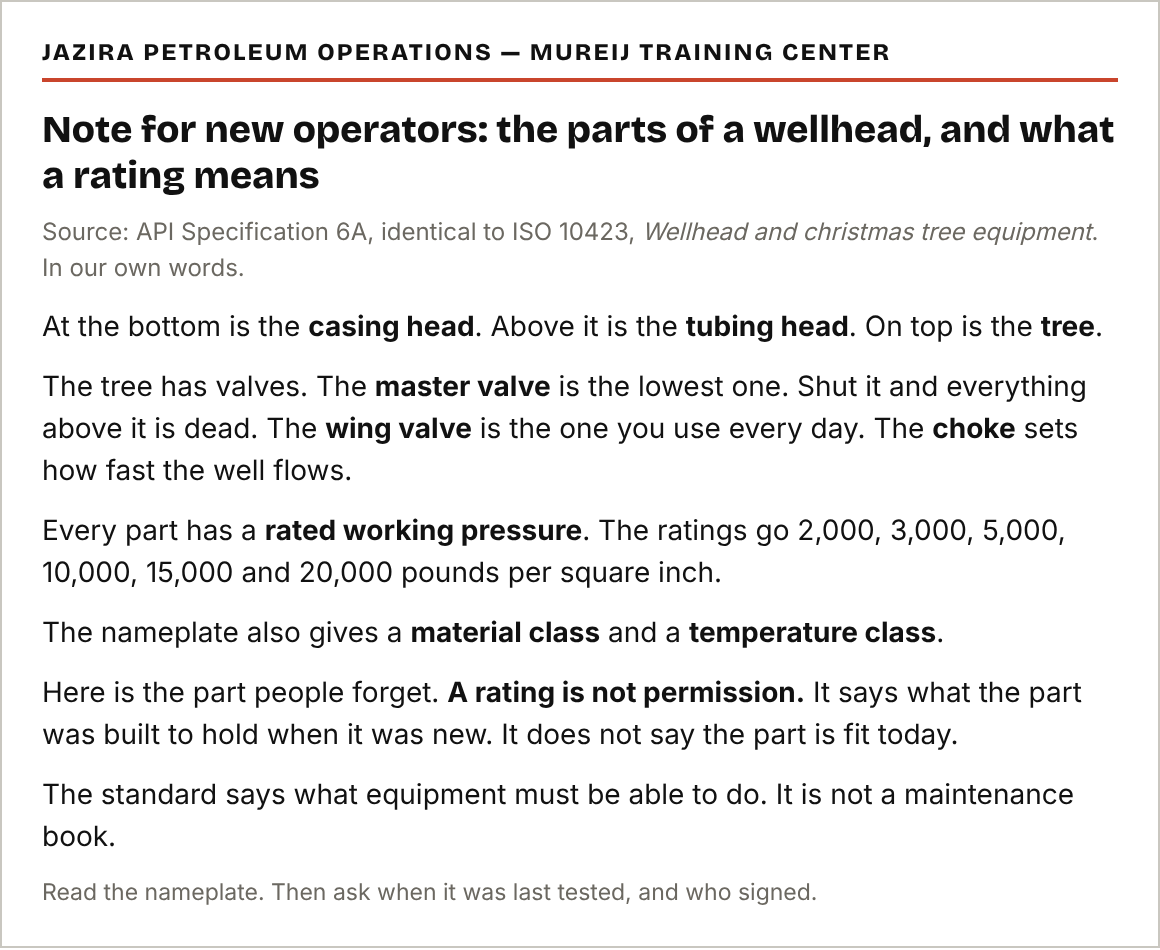 JAZIRA PETROLEUM OPERATIONS — MUREIJ TRAINING CENTER
Note for new operators: the parts of a wellhead, and what
a rating means
Source: API Specification 6A, identical to ISO 10423, Wellhead and christmas tree equipment.
In our own words.
At the bottom is the casing head. Above it is the tubing head. On top is the tree.
The tree has valves. The master valve is the lowest one. Shut it and everything
above it is dead. The wing valve is the one you use every day. The choke sets
how fast the well flows.
Every part has a rated working pressure. The ratings go 2,000, 3,000, 5,000,
10,000, 15,000 and 20,000 pounds per square inch.
The nameplate also gives a material class and a temperature class.
Here is the part people forget. A rating is not permission. It says what the part
was built to hold when it was new. It does not say the part is fit today.
The standard says what equipment must be able to do. It is not a maintenance
book.
Read the nameplate. Then ask when it was last tested, and who signed.